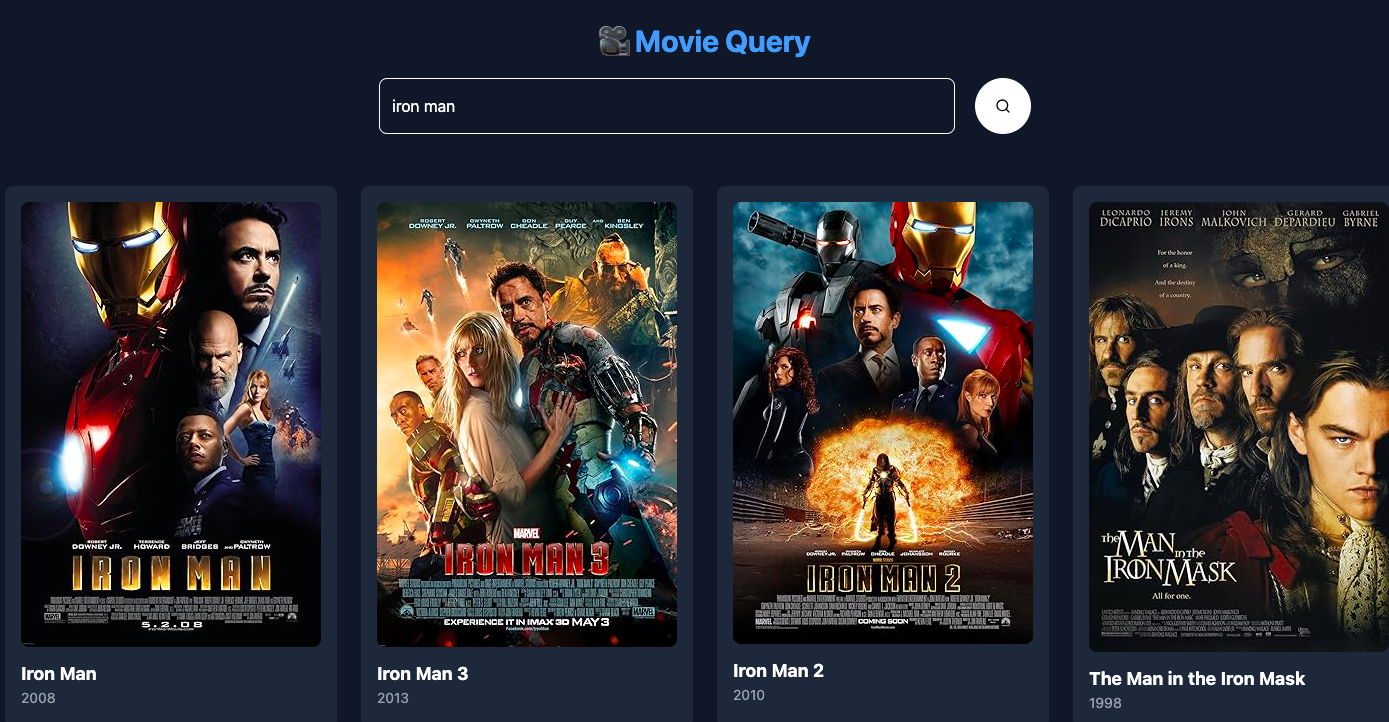 Movie Query
iron man
IRON MAN
ROBERT DOWNEY JR. TERRENCE HOWARD JEFF BRIDGES AND GWYNETH PALTROW
5.2.08
Iron Man
2008
ROBERT DOWNEY JR. GWYNETH PALTROW DON CHEADLE GUY PEARCE AND BEN KINGSLEY
MARVEL
IRON MAN 3
EXPERIENCE IT IN IMAX 3D MAY 3
Iron Man 3
2013
IRON MAN 2
COMING SOON
Iron Man 2
2010
LEONARDO DICAPRIO JEREMY IRONS JOHN MALKOVICH GERARD DEPARDIEU GABRIEL BYRNE
For the honor
of a king.
And the destiny
of a country.
The MAN in the
IRON MASK
All for one.
The Man in the Iron Mask
1998